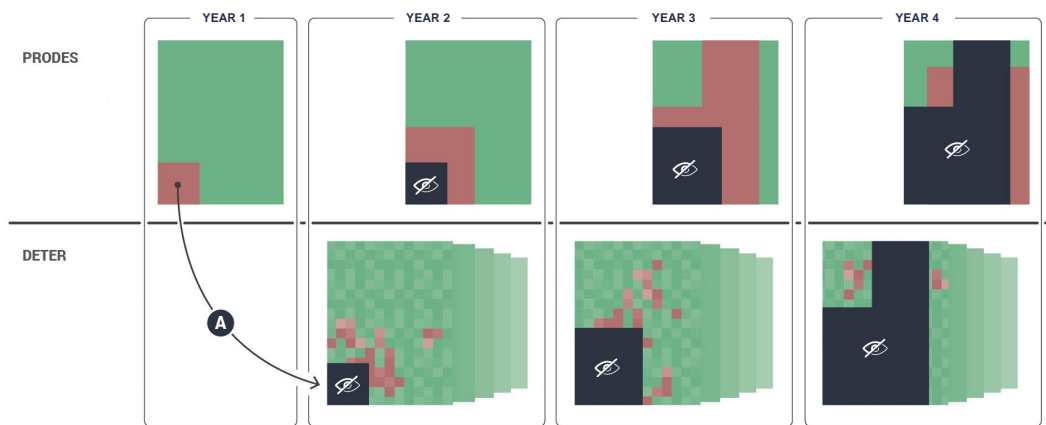 YEAR 1
YEAR 2
YEAR 3
YEAR 4
PRODES
DETER
A